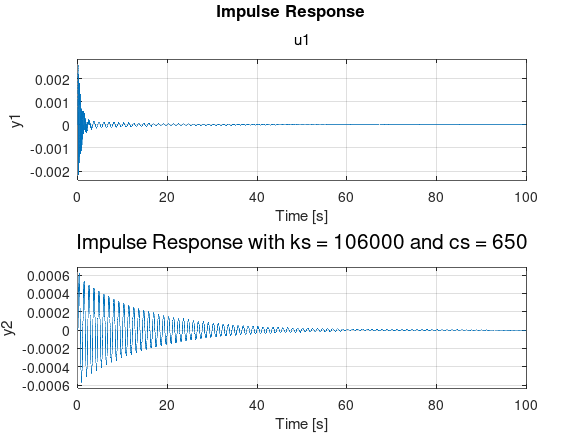 Impulse Response
u1
0.002
0.001
0
-0.001
-0.002
y1
0 20 40 60 80 100
Time [s]
Impulse Response with ks = 106000 and cs = 650
0.0006
0.0004
0.0002
0
-0.0002
-0.0004
-0.0006
y2
0 20 40 60 80 100
Time [s]